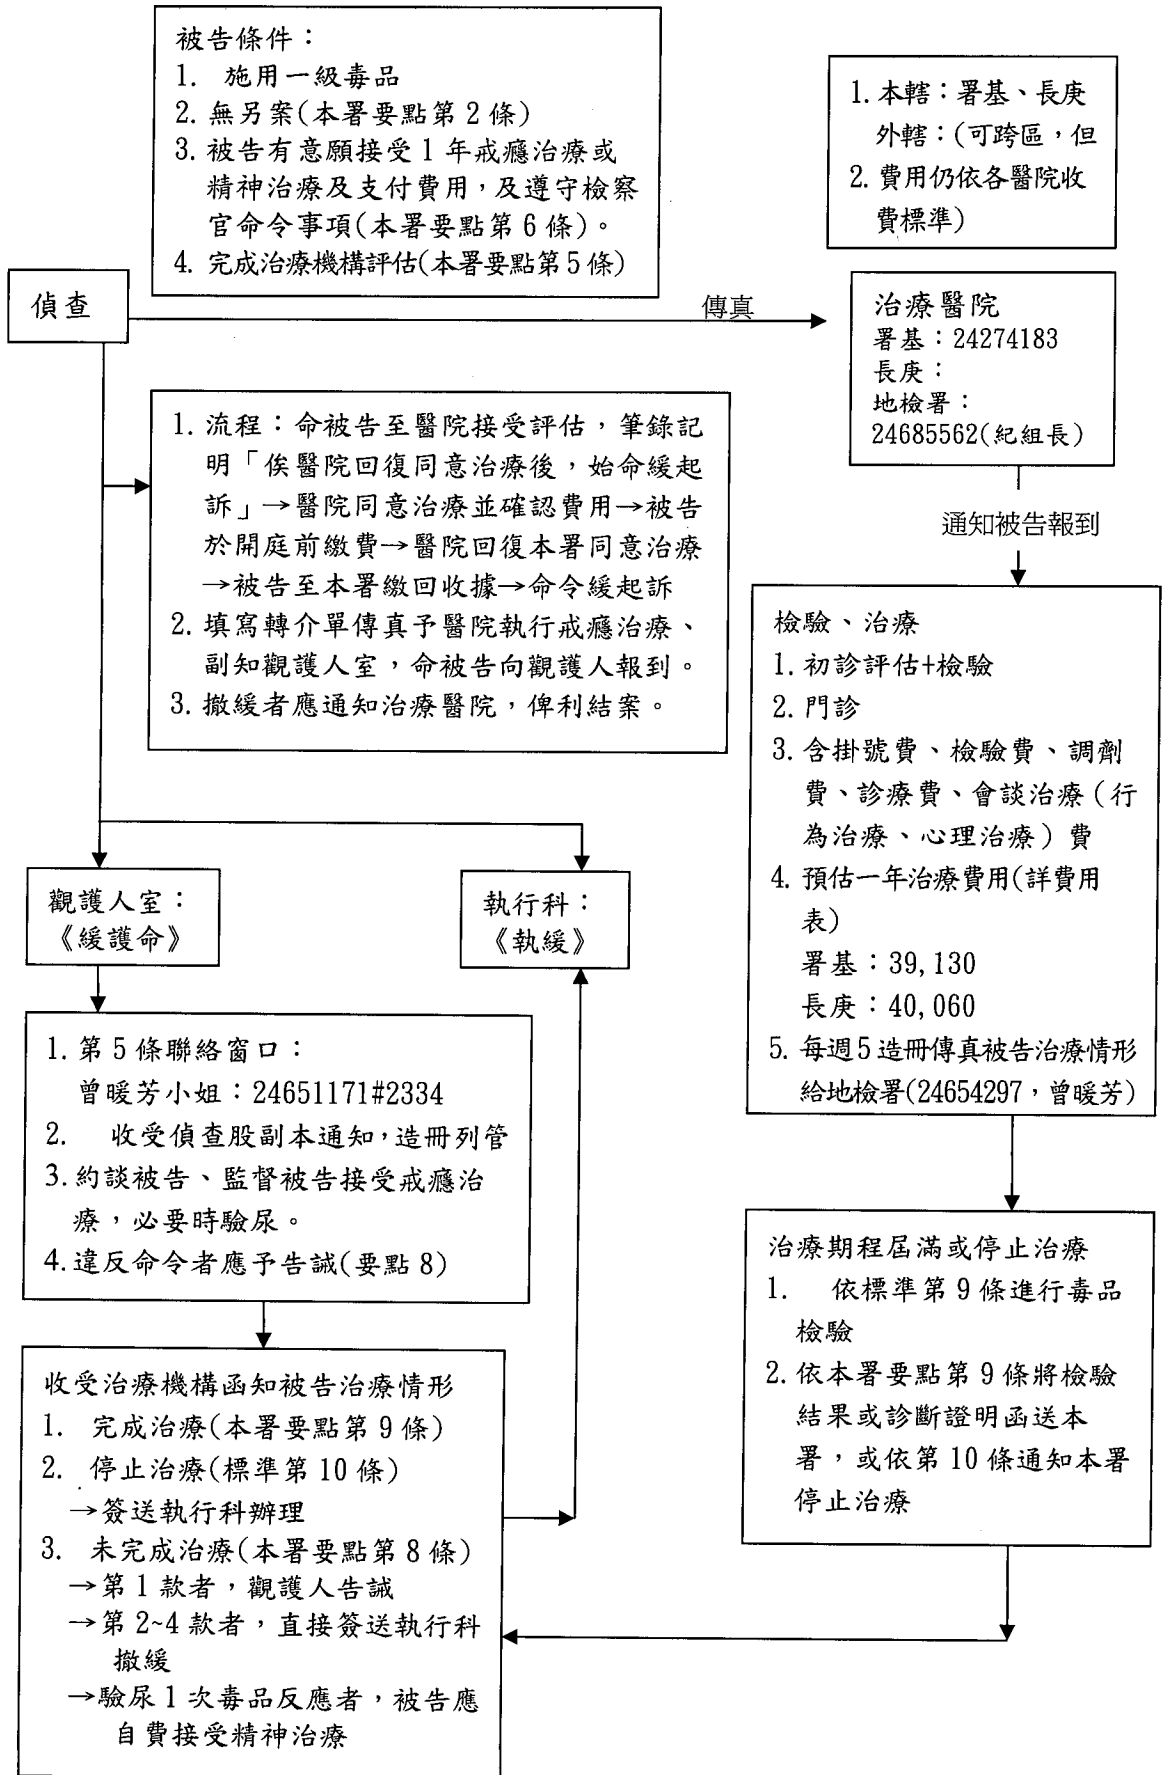 被告條件：
1. 施用一級毒品
2. 無另案(本署要點第 2 條)
3. 被告有意願接受 1 年戒癮治療或
精神治療及支付費用，及遵守檢察
官命令事項(本署要點第 6 條)。
4. 完成治療機構評估(本署要點第 5 條)
1. 本轄：署基、長庚
外轄：(可跨區，但
2. 費用仍依各醫院收
費標準)
偵查
傳真
治療醫院
署基：24274183
長庚：
地檢署：
24685562(紀組長)
1. 流程：命被告至醫院接受評估，筆錄記
明「俟醫院回復同意治療後，始命緩起
訴」→醫院同意治療並確認費用→被告
於開庭前繳費→醫院回復本署同意治療
→被告至本署繳回收據→命令緩起訴
2. 填寫轉介單傳真予醫院執行戒癮治療、
副知觀護人室，命被告向觀護人報到。
3. 撤緩者應通知治療醫院，俾利結案。
通知被告報到
檢驗、治療
1. 初診評估+檢驗
2. 門診
3. 含掛號費、檢驗費、調劑
費、診療費、會談治療（行
為治療、心理治療）費
4. 預估一年治療費用(詳費用
表)
署基：39,130
長庚：40,060
5. 每週 5 造冊傳真被告治療情形
給地檢署(24654297，曾暖芳)
觀護人室：
《緩護命》
執行科：
《執緩》
1. 第 5 條聯絡窗口：
曾暖芳小姐：24651171#2334
2. 收受偵查股副本通知，造冊列管
3. 約談被告、監督被告接受戒癮治
療，必要時驗尿。
4. 違反命令者應予告誡(要點 8)
治療期程屆滿或停止治療
1. 依標準第 9 條進行毒品
檢驗
2. 依本署要點第 9 條將檢驗
結果或診斷證明函送本
署，或依第 10 條通知本署
停止治療
收受治療機構函知被告治療情形
1. 完成治療(本署要點第 9 條)
2. 停止治療(標準第 10 條)
→簽送執行科辦理
3. 未完成治療(本署要點第 8 條)
→第 1 款者，觀護人告誡
→第 2~4 款者，直接簽送執行科
撤緩
→驗尿 1 次毒品反應者，被告應
自費接受精神治療